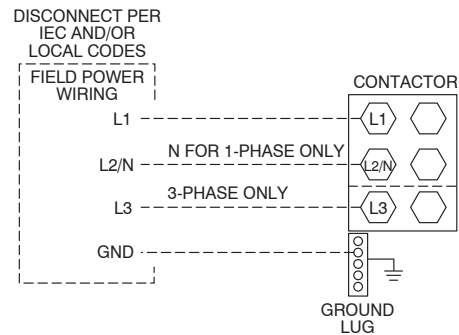 DISCONNECT PER
IEC AND/OR
LOCAL CODES
FIELD POWER
WIRING
CONTACTOR
L1
L1
N FOR 1-PHASE ONLY
L2/N
L2/N
3-PHASE ONLY
L3
L3
GND
GROUND
LUG